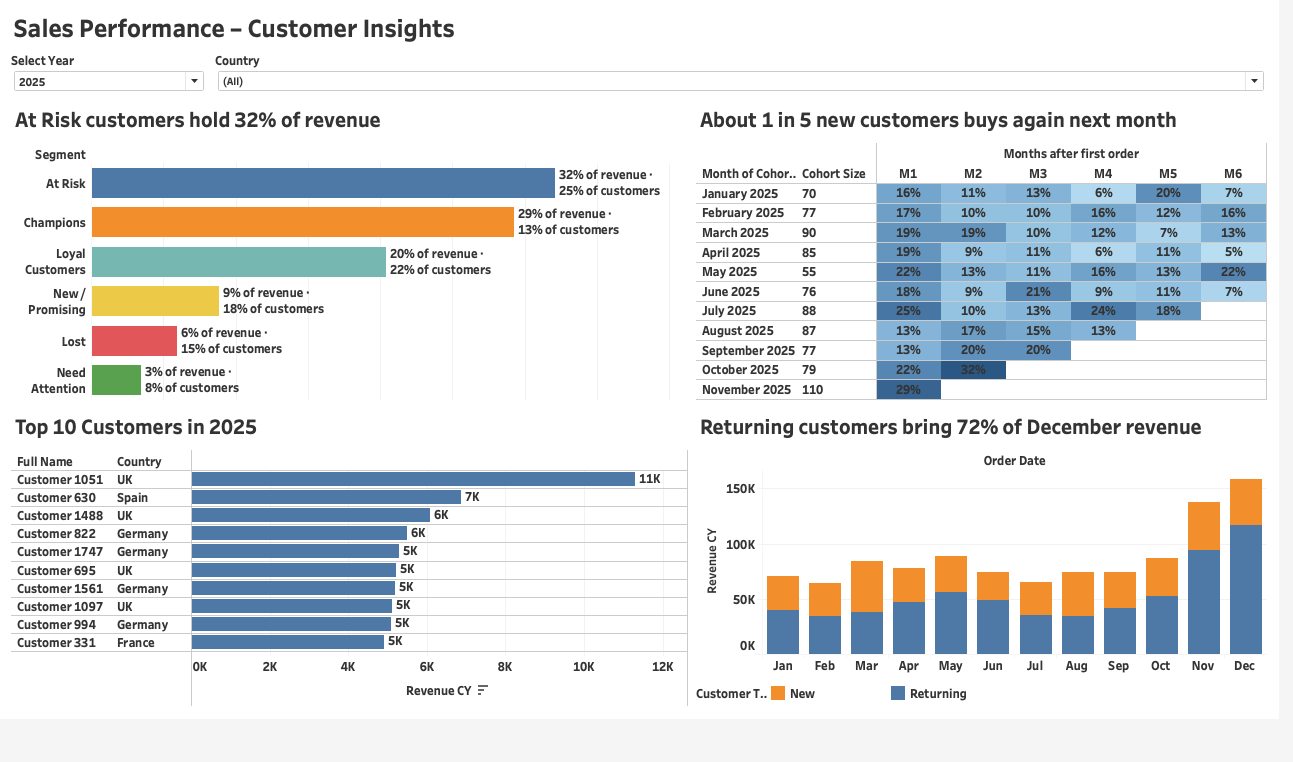 Sales Performance – Customer Insights
Select Year
Country
2025
(All)
At Risk customers hold 32% of revenue
Segment
At Risk
32% of revenue ·
25% of customers
Champions
29% of revenue ·
13% of customers
Loyal
Customers
20% of revenue ·
22% of customers
New /
Promising
9% of revenue ·
18% of customers
Lost
6% of revenue ·
15% of customers
Need
Attention
3% of revenue ·
8% of customers
About 1 in 5 new customers buys again next month
Months after first order
Month of Cohor.. Cohort Size M1 M2 M3 M4 M5 M6
January 2025 70 16% 11% 13% 6% 20% 7%
February 2025 77 17% 10% 10% 16% 12% 16%
March 2025 90 19% 19% 10% 12% 7% 13%
April 2025 85 19% 9% 11% 6% 11% 5%
May 2025 55 22% 13% 11% 16% 13% 22%
June 2025 76 18% 9% 21% 9% 11% 7%
July 2025 88 25% 10% 13% 24% 18%
August 2025 87 13% 17% 15% 13%
September 2025 77 13% 20% 20%
October 2025 79 22% 32%
November 2025 110 29%
Top 10 Customers in 2025
Full Name Country
Customer 1051 UK 11K
Customer 630 Spain 7K
Customer 1488 UK 6K
Customer 822 Germany 6K
Customer 1747 Germany 5K
Customer 695 UK 5K
Customer 1561 Germany 5K
Customer 1097 UK 5K
Customer 994 Germany 5K
Customer 331 France 5K
0K 2K 4K 6K 8K 10K 12K
Revenue CY
Returning customers bring 72% of December revenue
Order Date
Revenue CY
150K
100K
50K
0K
Jan Feb Mar Apr May Jun Jul Aug Sep Oct Nov Dec
Customer T.. New Returning